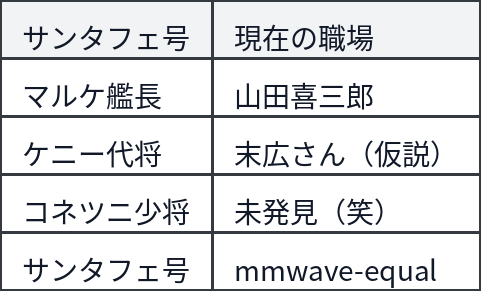 サンタフェ号 現在の職場
マルケ艦長 山田喜三郎
ケニー代将 末広さん（仮説）
コネツニ少将 未発見（笑）
サンタフェ号 mmwave-equal